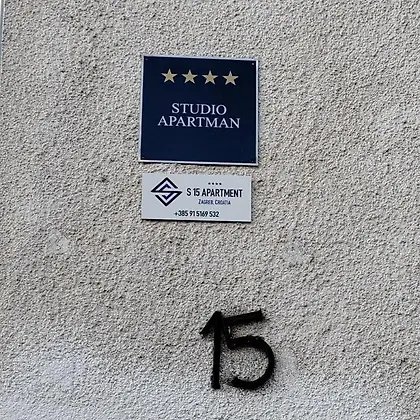 STUDIO
APARTMAN
S 15 APARTMENT
ZAGREB, CROATIA
+385 91 5169 532
15